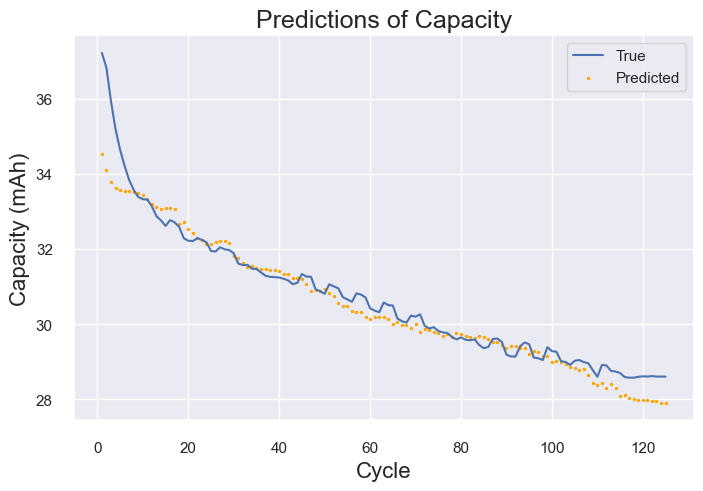 Predictions of Capacity
True
Predicted
Capacity (mAh)
36
34
32
30
28
0 20 40 60 80 100 120
Cycle